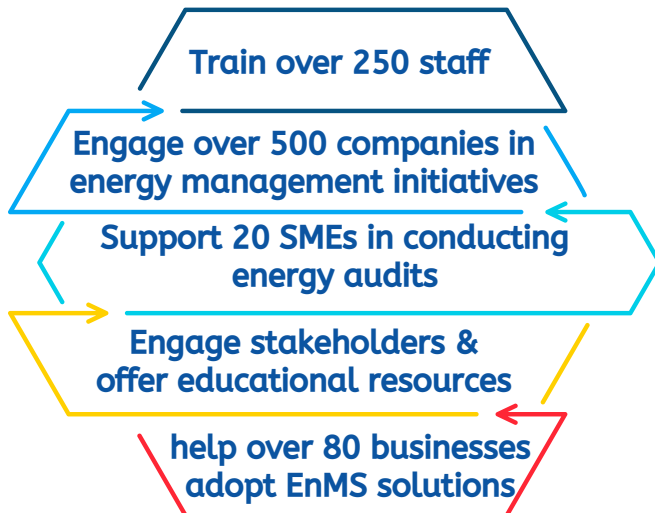 Train over 250 staff
Engage over 500 companies in
energy management initiatives
Support 20 SMEs in conducting
energy audits
Engage stakeholders &
offer educational resources
help over 80 businesses
adopt EnMS solutions